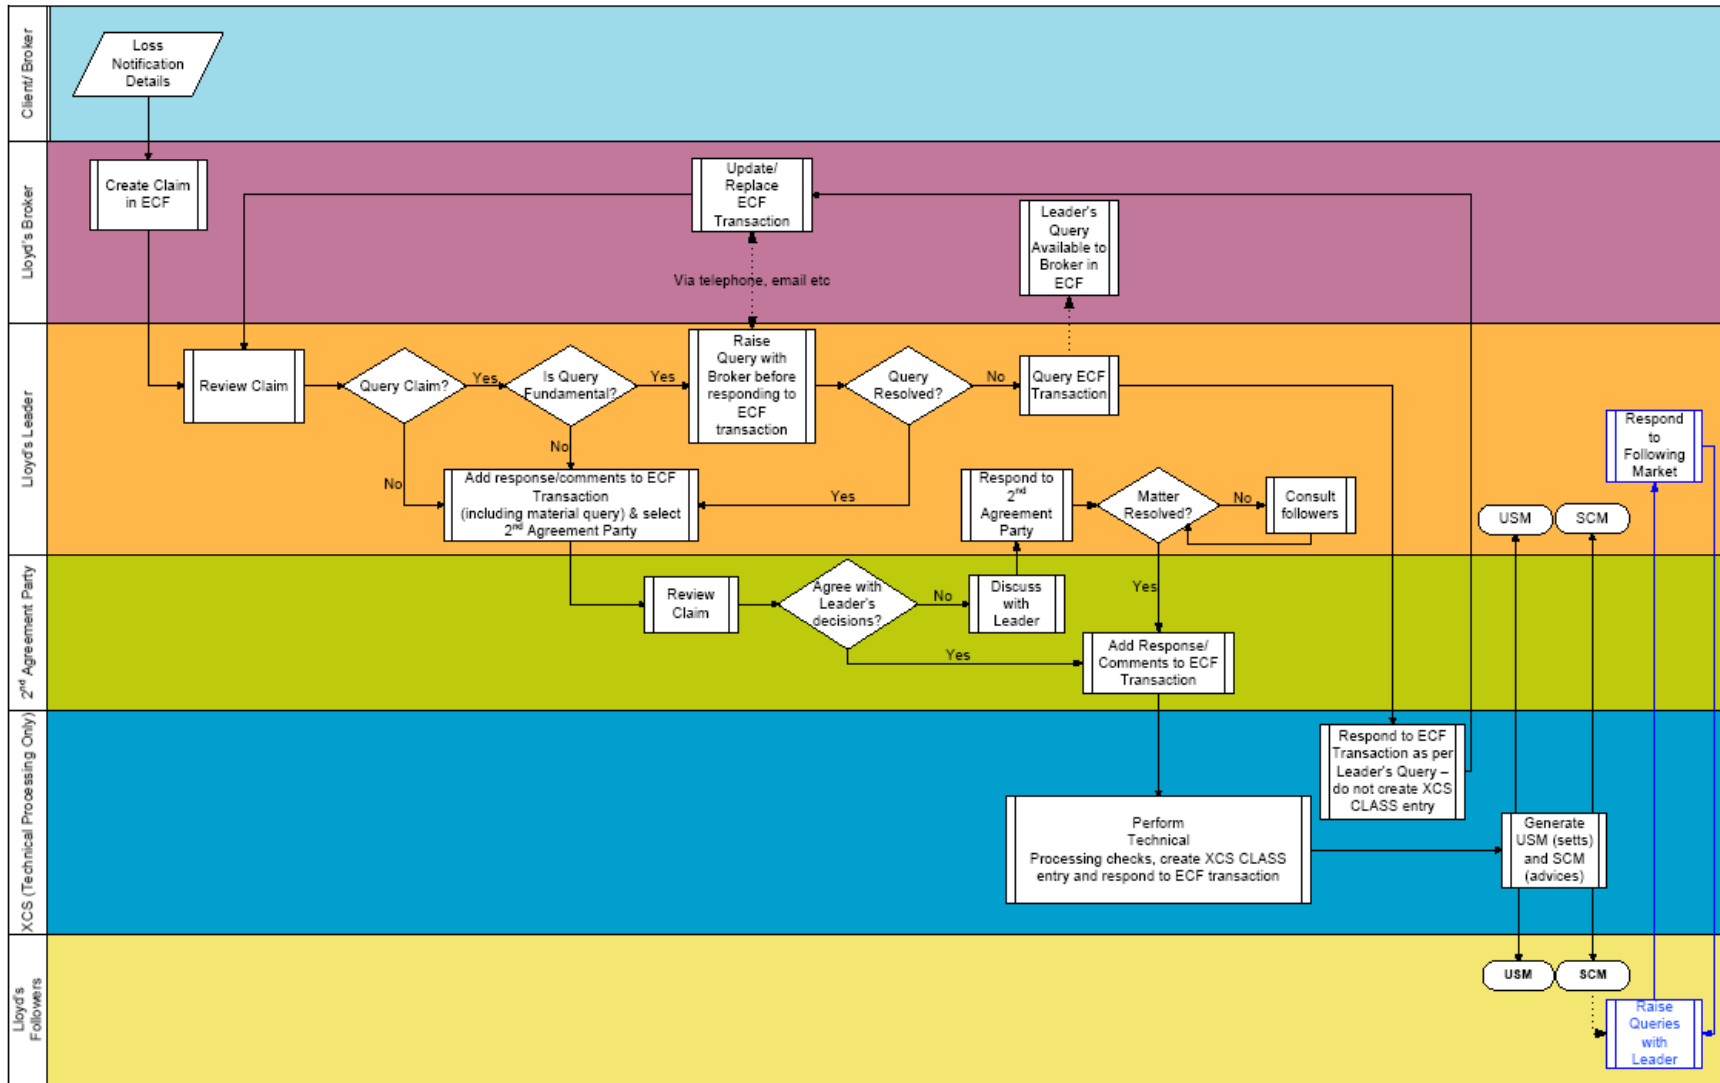 Client/ Broker
Loss
Notification
Details
Lloyd's Broker
Create Claim
in ECF
Update/
Replace
ECF
Transaction
Leader's
Query
Available to
Broker in
ECF
Via telephone, email etc
Lloyd's Leader
Review Claim
Query Claim?
Yes
Is Query
Fundamental?
Yes
Raise
Query with
Broker before
responding to
ECF
transaction
Query
Resolved?
No
Query ECF
Transaction
No
No
Yes
Add response/comments to ECF
Transaction
(including material query) & select
2nd Agreement Party
Respond to
2nd
Agreement
Party
Matter
Resolved?
No
Consult
followers
Respond
to
Following
Market
USM
SCM
2nd Agreement Party
Review
Claim
Agree with
Leader's
decisions?
No
Discuss
with
Leader
Yes
Yes
Add Response/
Comments to ECF
Transaction
XCS (Technical Processing Only)
Respond to ECF
Transaction as per
Leader's Query –
do not create XCS
CLASS entry
Perform
Technical
Processing checks, create XCS CLASS
entry and respond to ECF transaction
Generate
USM (setts)
and SCM
(advices)
Lloyd's
Followers
USM
SCM
Raise
Queries
with
Leader